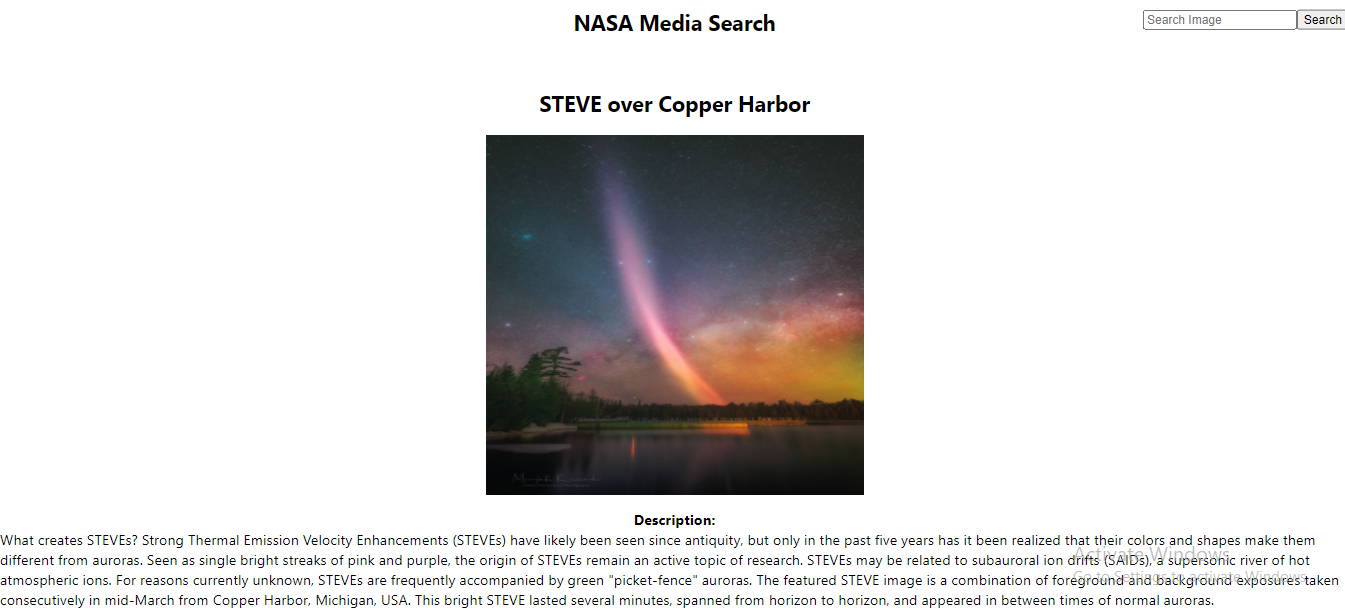 NASA Media Search
Search Image
Search
STEVE over Copper Harbor
Description:
What creates STEVEs? Strong Thermal Emission Velocity Enhancements (STEVEs) have likely been seen since antiquity, but only in the past five years has it been realized that their colors and shapes make them
different from auroras. Seen as single bright streaks of pink and purple, the origin of STEVEs remain an active topic of research. STEVEs may be related to subauroral ion drifts (SAIDs), a supersonic river of hot
atmospheric ions. For reasons currently unknown, STEVEs are frequently accompanied by green "picket-fence" auroras. The featured STEVE image is a combination of foreground and background exposures taken
consecutively in mid-March from Copper Harbor, Michigan, USA. This bright STEVE lasted several minutes, spanned from horizon to horizon, and appeared in between times of normal auroras.
Activate Windows
Go to Settings to activate Windows.